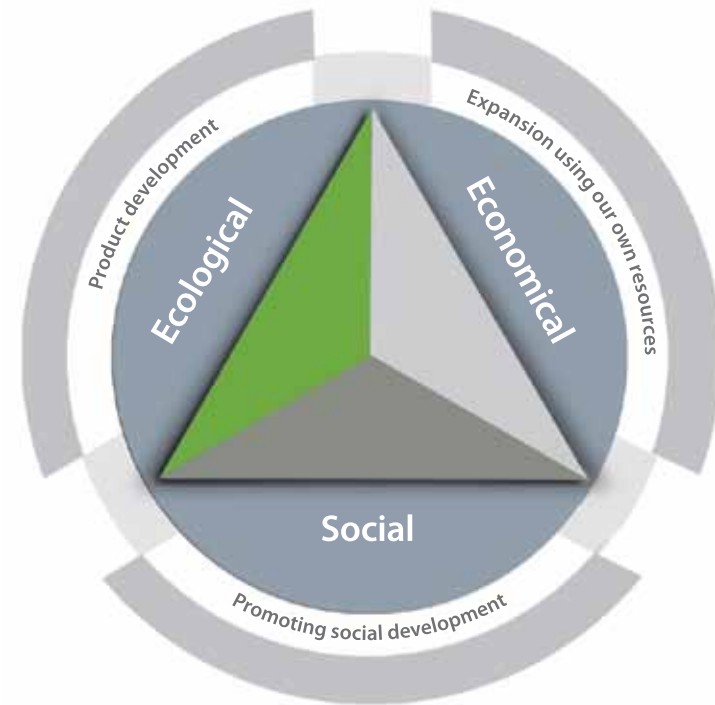 Product development
Expansion using our own resources
Ecological
Economical
Social
Promoting social development